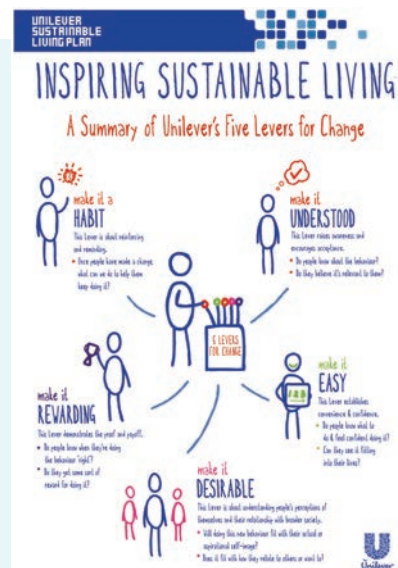 UNILEVER
SUSTAINABLE
LIVING PLAN
INSPIRING SUSTAINABLE LIVING
A Summary of Unilever's Five Levers for Change
make it a
HABIT
This Lever is about reinforcing
and reminding.
• Once people have made a change,
what can we do to help them
keep doing it?
make it
UNDERSTOOD
This Lever raises awareness and
encourages acceptance.
• Do people know about the behaviour?
• Do they believe it's relevant to them?
5 LEVERS
FOR CHANGE
make it
EASY
This Lever establishes
convenience & confidence.
• Do people know what to
do & feel confident doing it?
• Can they see it fitting
into their lives?
make it
REWARDING
This Lever demonstrates the proof and payoff.
• Do people know when they're doing
the behaviour 'right'?
• Do they get some sort of
reward for doing it?
make it
DESIRABLE
This Lever is about understanding people's perceptions of
themselves and their relationship with broader society.
• Will doing this new behaviour fit with their actual or
aspirational self-image?
• Does it fit with how they relate to others or want to?
Unilever